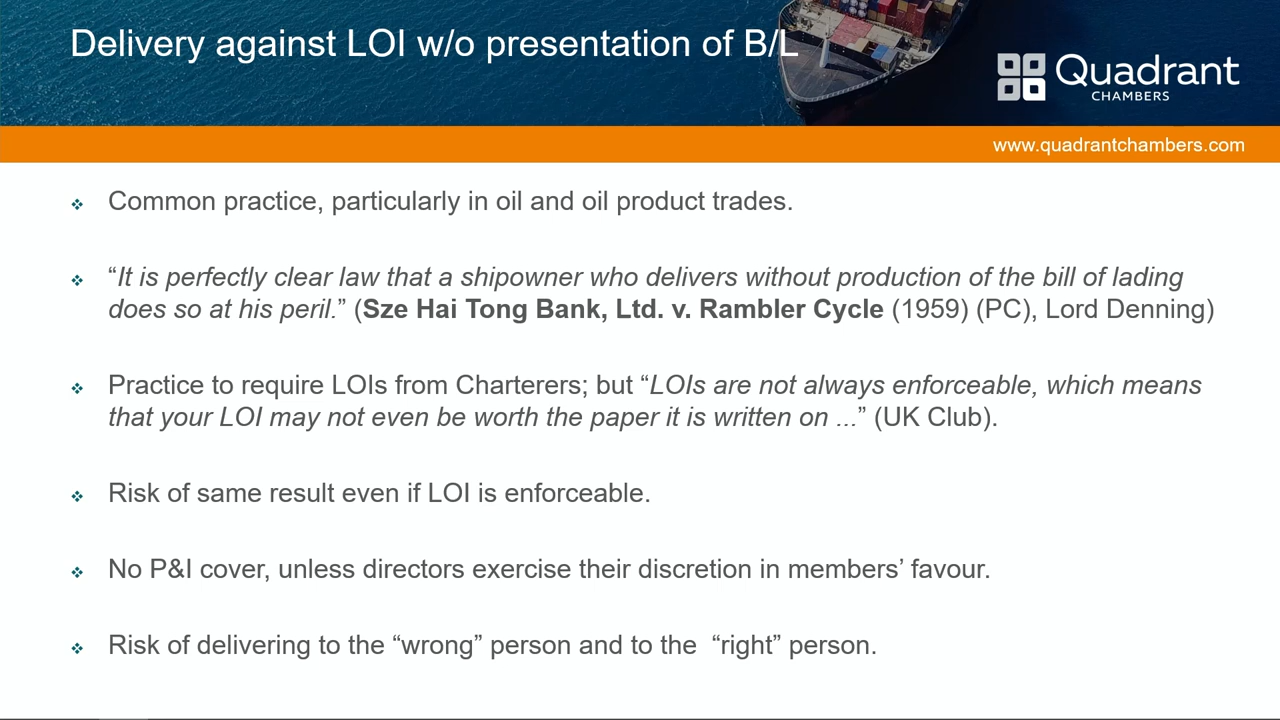 Delivery against LOI w/o presentation of B/L
Quadrant
CHAMBERS
www.quadrantchambers.com
Common practice, particularly in oil and oil product trades.
“It is perfectly clear law that a shipowner who delivers without production of the bill of lading
does so at his peril.” (Sze Hai Tong Bank, Ltd. v. Rambler Cycle (1959) (PC), Lord Denning)
Practice to require LOIs from Charterers; but “LOIs are not always enforceable, which means
that your LOI may not even be worth the paper it is written on ...” (UK Club).
Risk of same result even if LOI is enforceable.
No P&I cover, unless directors exercise their discretion in members’ favour.
Risk of delivering to the “wrong” person and to the  “right” person.